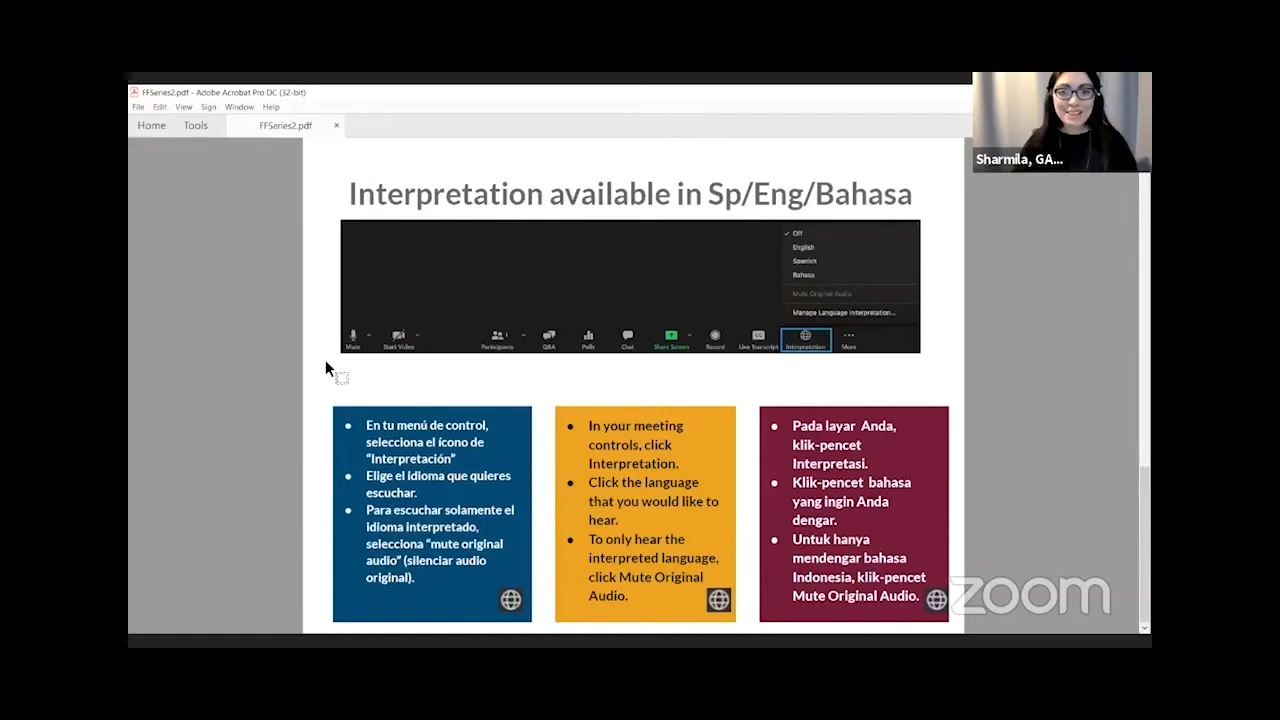 FFSeries2.pdf - Adobe Acrobat Pro DC (32-bit)
File Edit View Sign Window Help
Home Tools FFSeries2.pdf ×
Sharmila, GA...
Interpretation available in Sp/Eng/Bahasa
Off
English
Spanish
Bahasa
Mute Original Audio
Manage Language Interpretation...
Mute Start Video Participants 1 Q&A Polls Chat Share Screen Record Live Transcript Interpretation More
CC
• En tu menú de control,
selecciona el ícono de
“Interpretación”
• Elige el idioma que quieres
escuchar.
• Para escuchar solamente el
idioma interpretado,
selecciona “mute original
audio” (silenciar audio
original).
• In your meeting
controls, click
Interpretation.
• Click the language
that you would like to
hear.
• To only hear the
interpreted language,
click Mute Original
Audio.
• Pada layar Anda,
klik-pencet
Interpretasi.
• Klik-pencet bahasa
yang ingin Anda
dengar.
• Untuk hanya
mendengar bahasa
Indonesia, klik-pencet
Mute Original Audio.
zoom